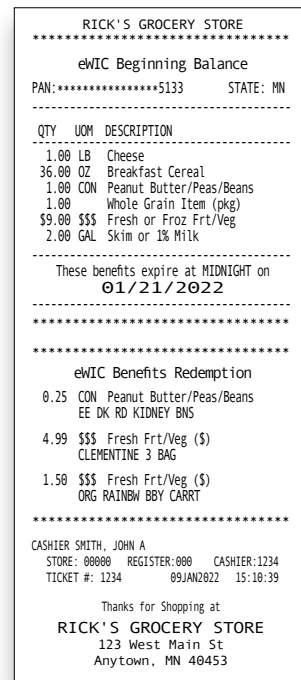 RICK'S GROCERY STORE
*******************************
eWIC Beginning Balance
PAN:****************5133 STATE: MN
QTY UOM DESCRIPTION
1.00 LB Cheese
36.00 OZ Breakfast Cereal
1.00 CON Peanut Butter/Peas/Beans
1.00 Whole Grain Item (pkg)
$9.00 $$$ Fresh or Froz Frt/Veg
2.00 GAL Skim or 1% Milk
These benefits expire at MIDNIGHT on
01/21/2022
*******************************
*******************************
eWIC Benefits Redemption
0.25 CON Peanut Butter/Peas/Beans
EE DK RD KIDNEY BNS
4.99 $$$ Fresh Frt/Veg ($)
CLEMENTINE 3 BAG
1.50 $$$ Fresh Frt/Veg ($)
ORG RAINBW BBY CARRT
*******************************
CASHIER SMITH, JOHN A
STORE: 00000 REGISTER:000 CASHIER:1234
TICKET #: 1234 09JAN2022 15:10:39
Thanks for Shopping at
RICK'S GROCERY STORE
123 West Main St
Anytown, MN 40453